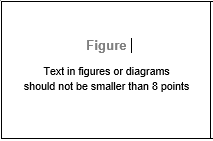 Figure
Text in figures or diagrams
should not be smaller than 8 points